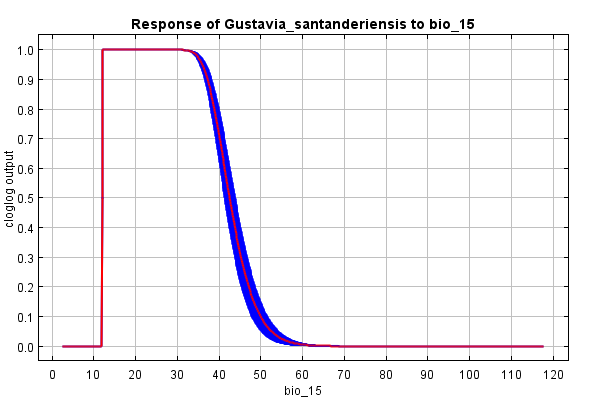 Response of Gustavia_santanderiensis to bio_15
cloglog output
1.0
0.9
0.8
0.7
0.6
0.5
0.4
0.3
0.2
0.1
0.0
0 10 20 30 40 50 60 70 80 90 100 110 120
bio_15